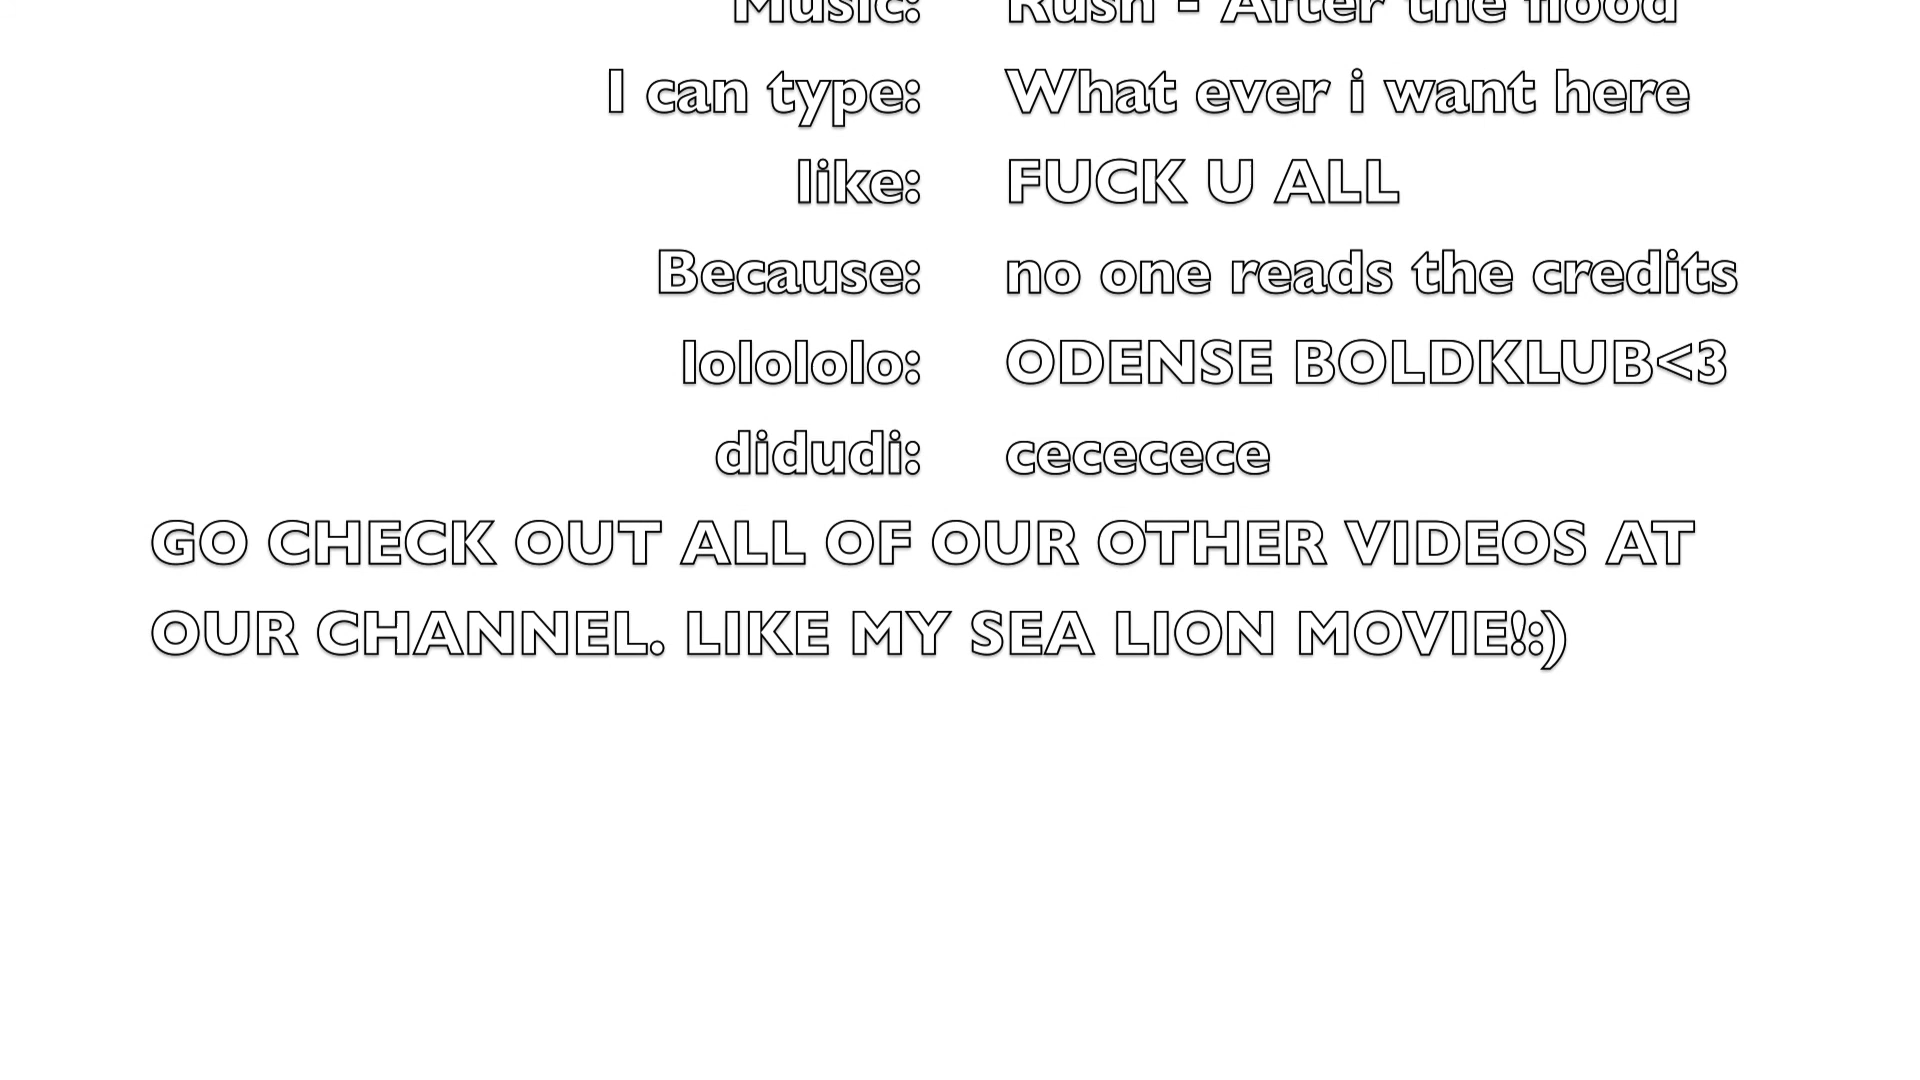 Music: Rush - After the flood
I can type: What ever i want here
like: FUCK U ALL
Because: no one reads the credits
lolololo: ODENSE BOLDKLUB<3
didudi: cececece
GO CHECK OUT ALL OF OUR OTHER VIDEOS AT
OUR CHANNEL. LIKE MY SEA LION MOVIE!:)